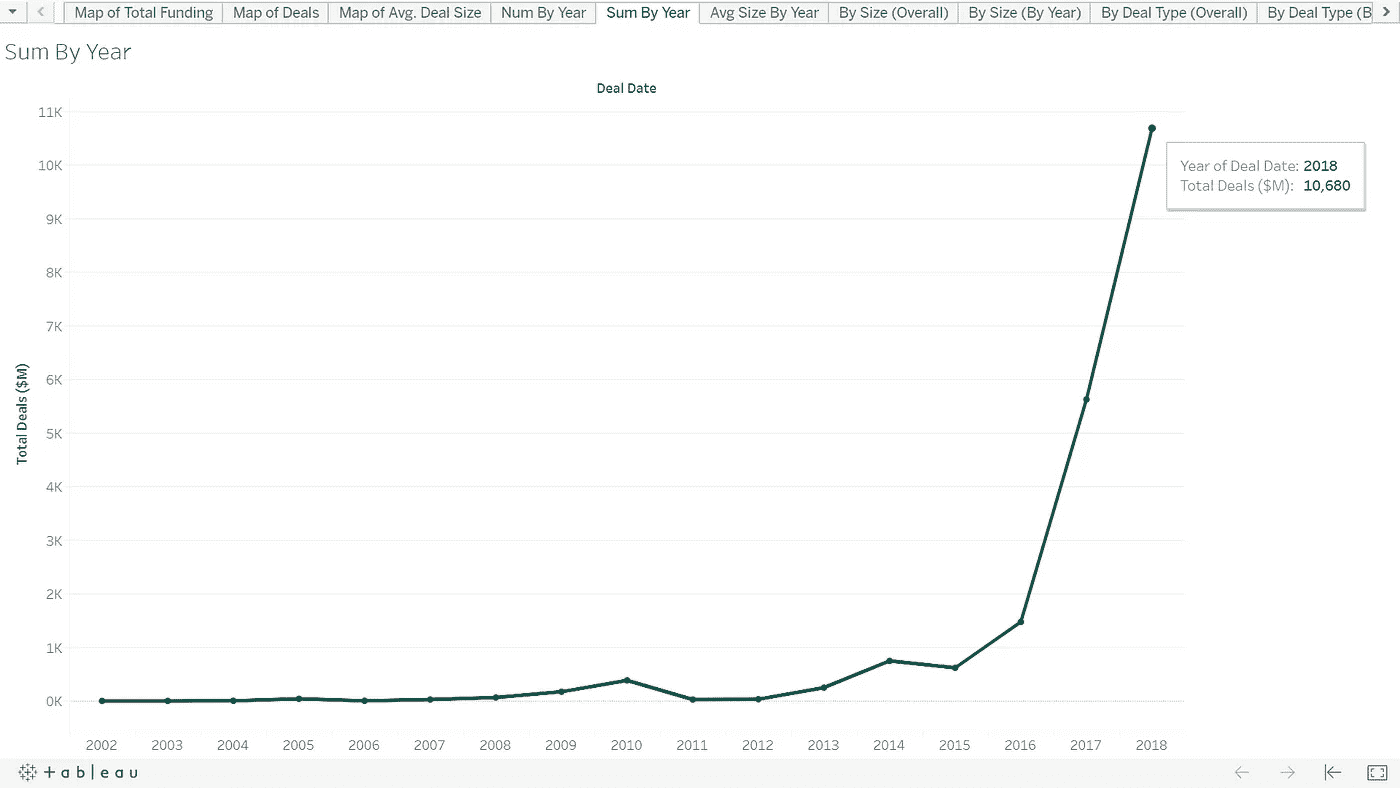 Map of Total Funding Map of Deals Map of Avg. Deal Size Num By Year Sum By Year Avg Size By Year By Size (Overall) By Size (By Year) By Deal Type (Overall) By Deal Type (B
Sum By Year
Deal Date
11K
10K
9K
8K
7K
6K
5K
4K
3K
2K
1K
0K
Total Deals ($M)
Year of Deal Date: 2018
Total Deals ($M): 10,680
2002 2003 2004 2005 2006 2007 2008 2009 2010 2011 2012 2013 2014 2015 2016 2017 2018
+ableau